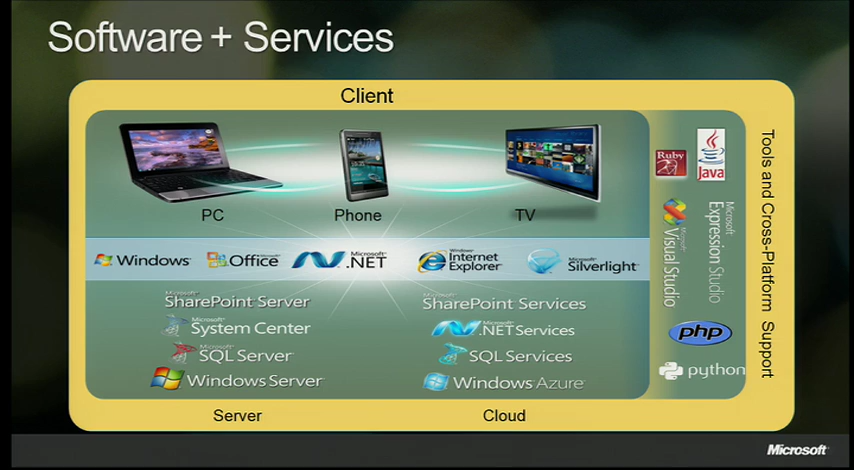 Software + Services
Client
PC
Phone
TV
Windows
Microsoft
Office
Microsoft
.NET
Windows
Internet
Explorer
Microsoft
Silverlight
Microsoft
SharePoint Server
Microsoft
SharePoint Services
Microsoft
System Center
Microsoft
.NET Services
Microsoft
SQL Server
Microsoft
SQL Services
Windows Server
Windows Azure
Server
Cloud
Ruby
Java
Microsoft
Visual Studio
Microsoft
Expression Studio
php
python
Tools and Cross-Platform Support
Microsoft